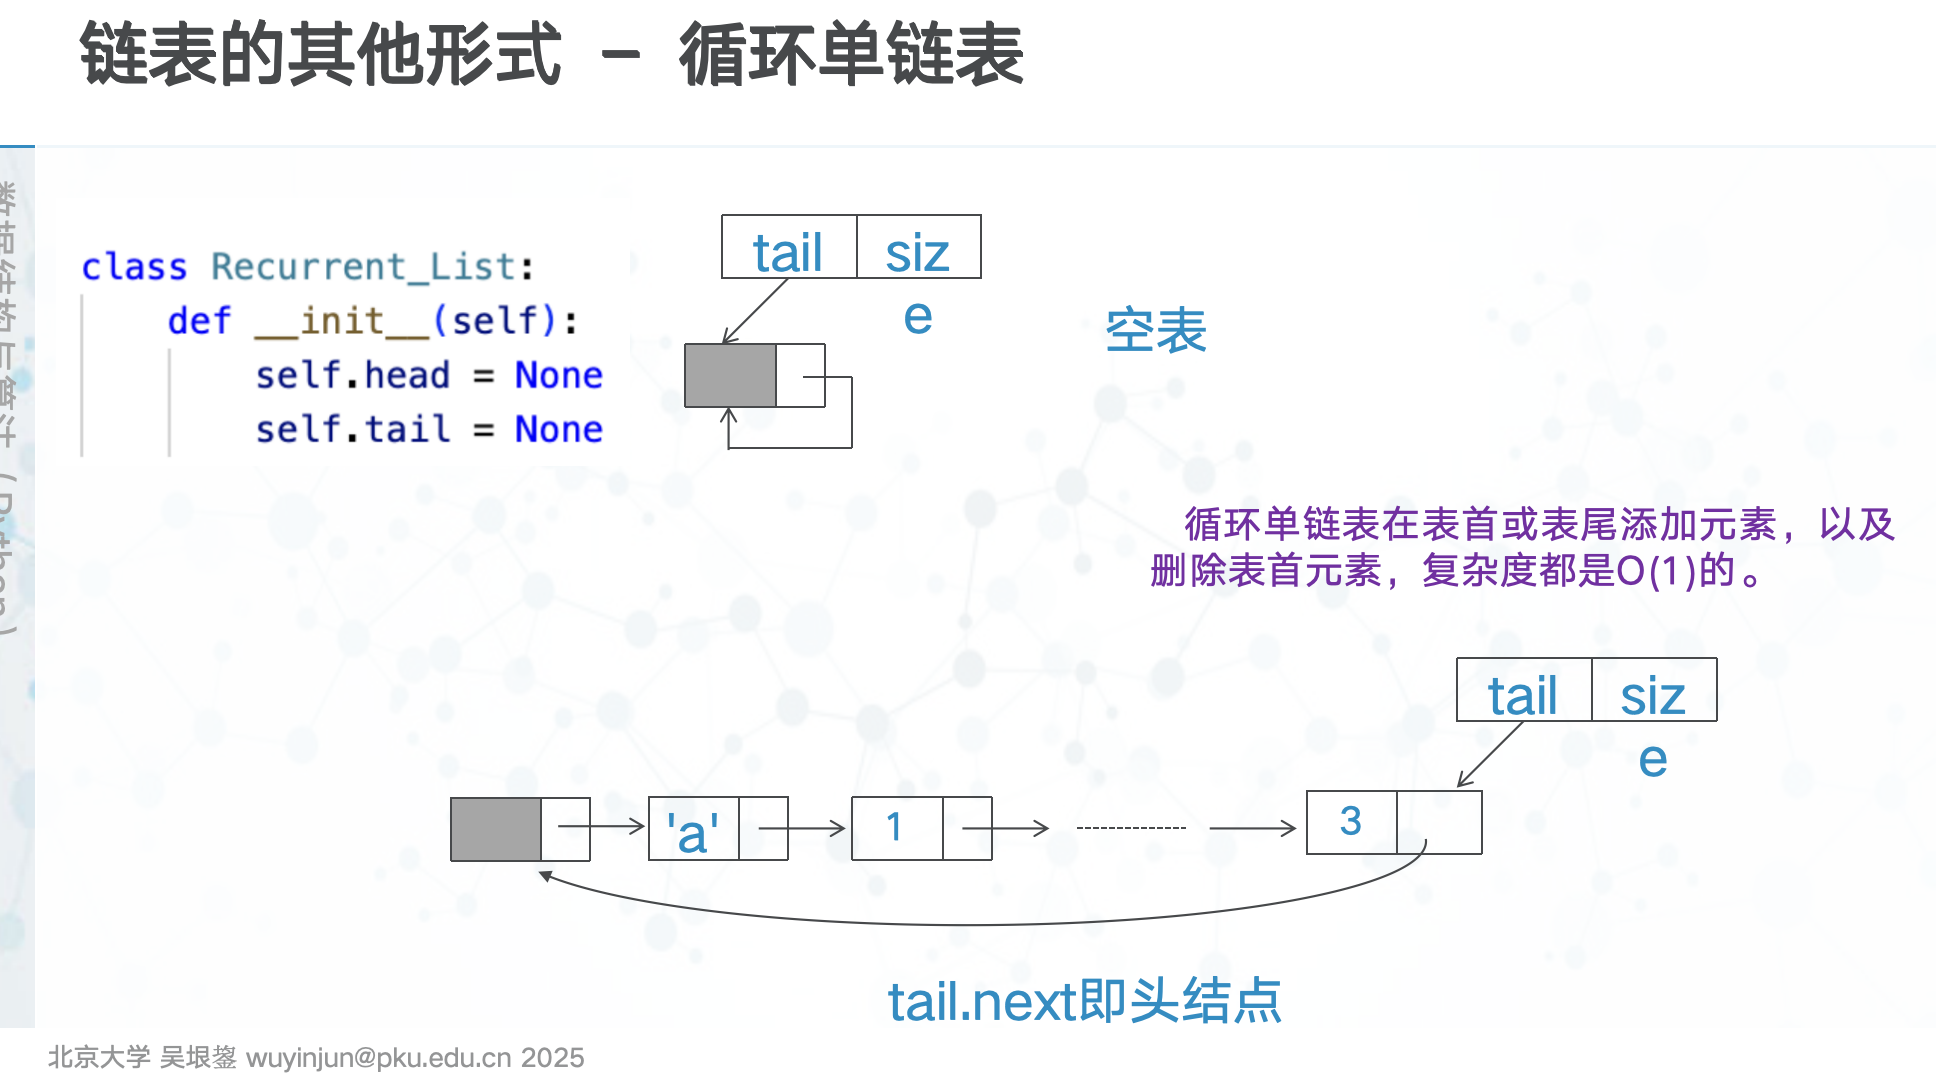 链表的其他形式 - 循环单链表
数据结构与算法（Python）
class Recurrent_List:
def __init__(self):
self.head = None
self.tail = None
tail siz
e
空表
循环单链表在表首或表尾添加元素，以及
删除表首元素，复杂度都是O(1)的。
tail siz
e
'a' 1 3
tail.next即头结点
北京大学 吴垠鋆 wuyinjun@pku.edu.cn 2025